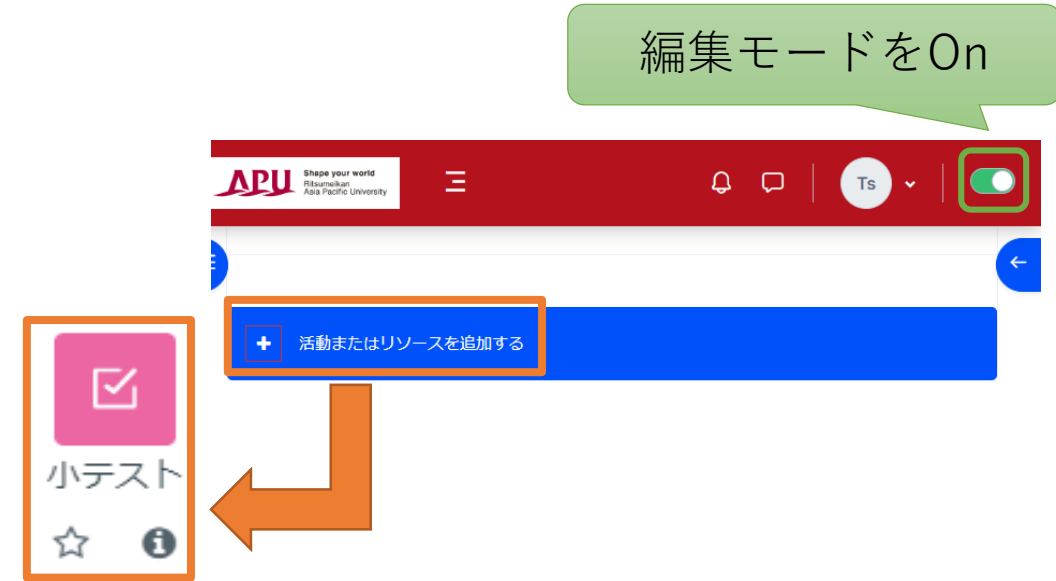 編集モードをOn
APU
Shape your world
Ritsumeikan
Asia Pacific University
Ts
活動またはリソースを追加する
小テスト